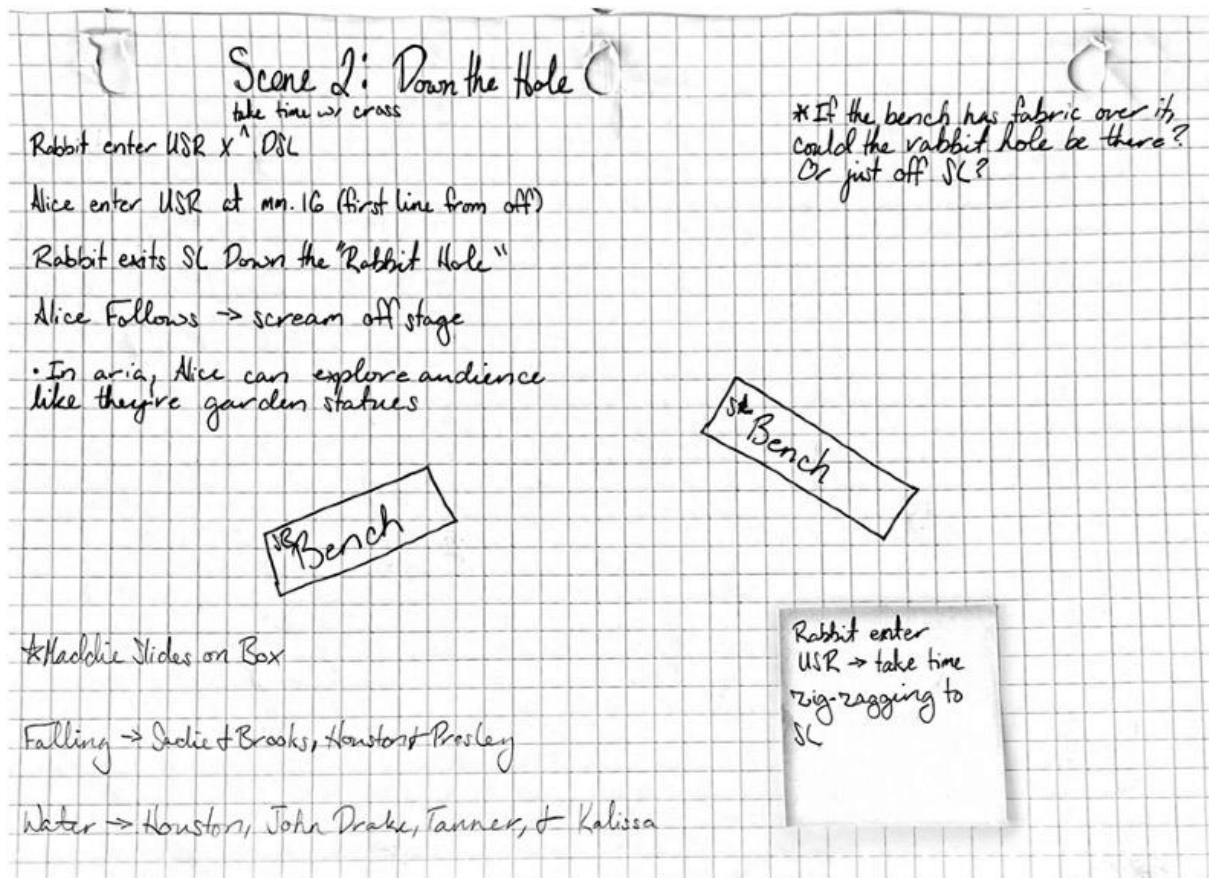 Scene 2: Down the Hole
take time w/ cross
Rabbit enter USR X ^ DSL
Alice enter USR at mm. 16 (first line from off)
Rabbit exits SL Down the "Rabbit Hole"
Alice Follows → scream off stage
• In aria, Alice can explore audience
like they're garden statues
*If the bench has fabric over it,
could the rabbit hole be there?
Or just off SL?
SL Bench
SR Bench
*Maddie Slides on Box
Falling → Sadie & Brooks, Houston & Presley
Water → Houston, John Drake, Tanner, & Kalissa
Rabbit enter
USR → take time
zig-zagging to
SL